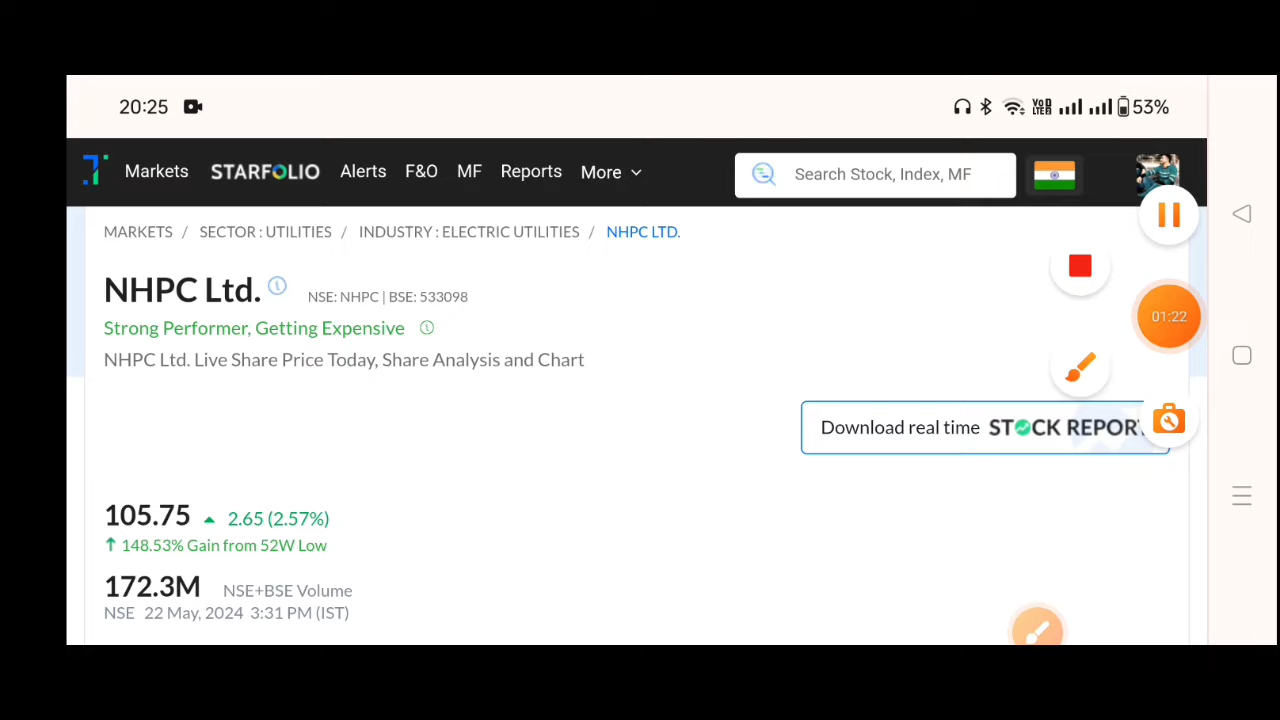 20:25 53%
Markets STARFOLIO Alerts F&O MF Reports More Search Stock, Index, MF
MARKETS / SECTOR : UTILITIES / INDUSTRY : ELECTRIC UTILITIES / NHPC LTD.
NHPC Ltd. NSE: NHPC | BSE: 533098
01:22
Strong Performer, Getting Expensive
NHPC Ltd. Live Share Price Today, Share Analysis and Chart
Download real time STOCK REPORT
105.75 2.65 (2.57%)
148.53% Gain from 52W Low
172.3M NSE+BSE Volume
NSE 22 May, 2024 3:31 PM (IST)